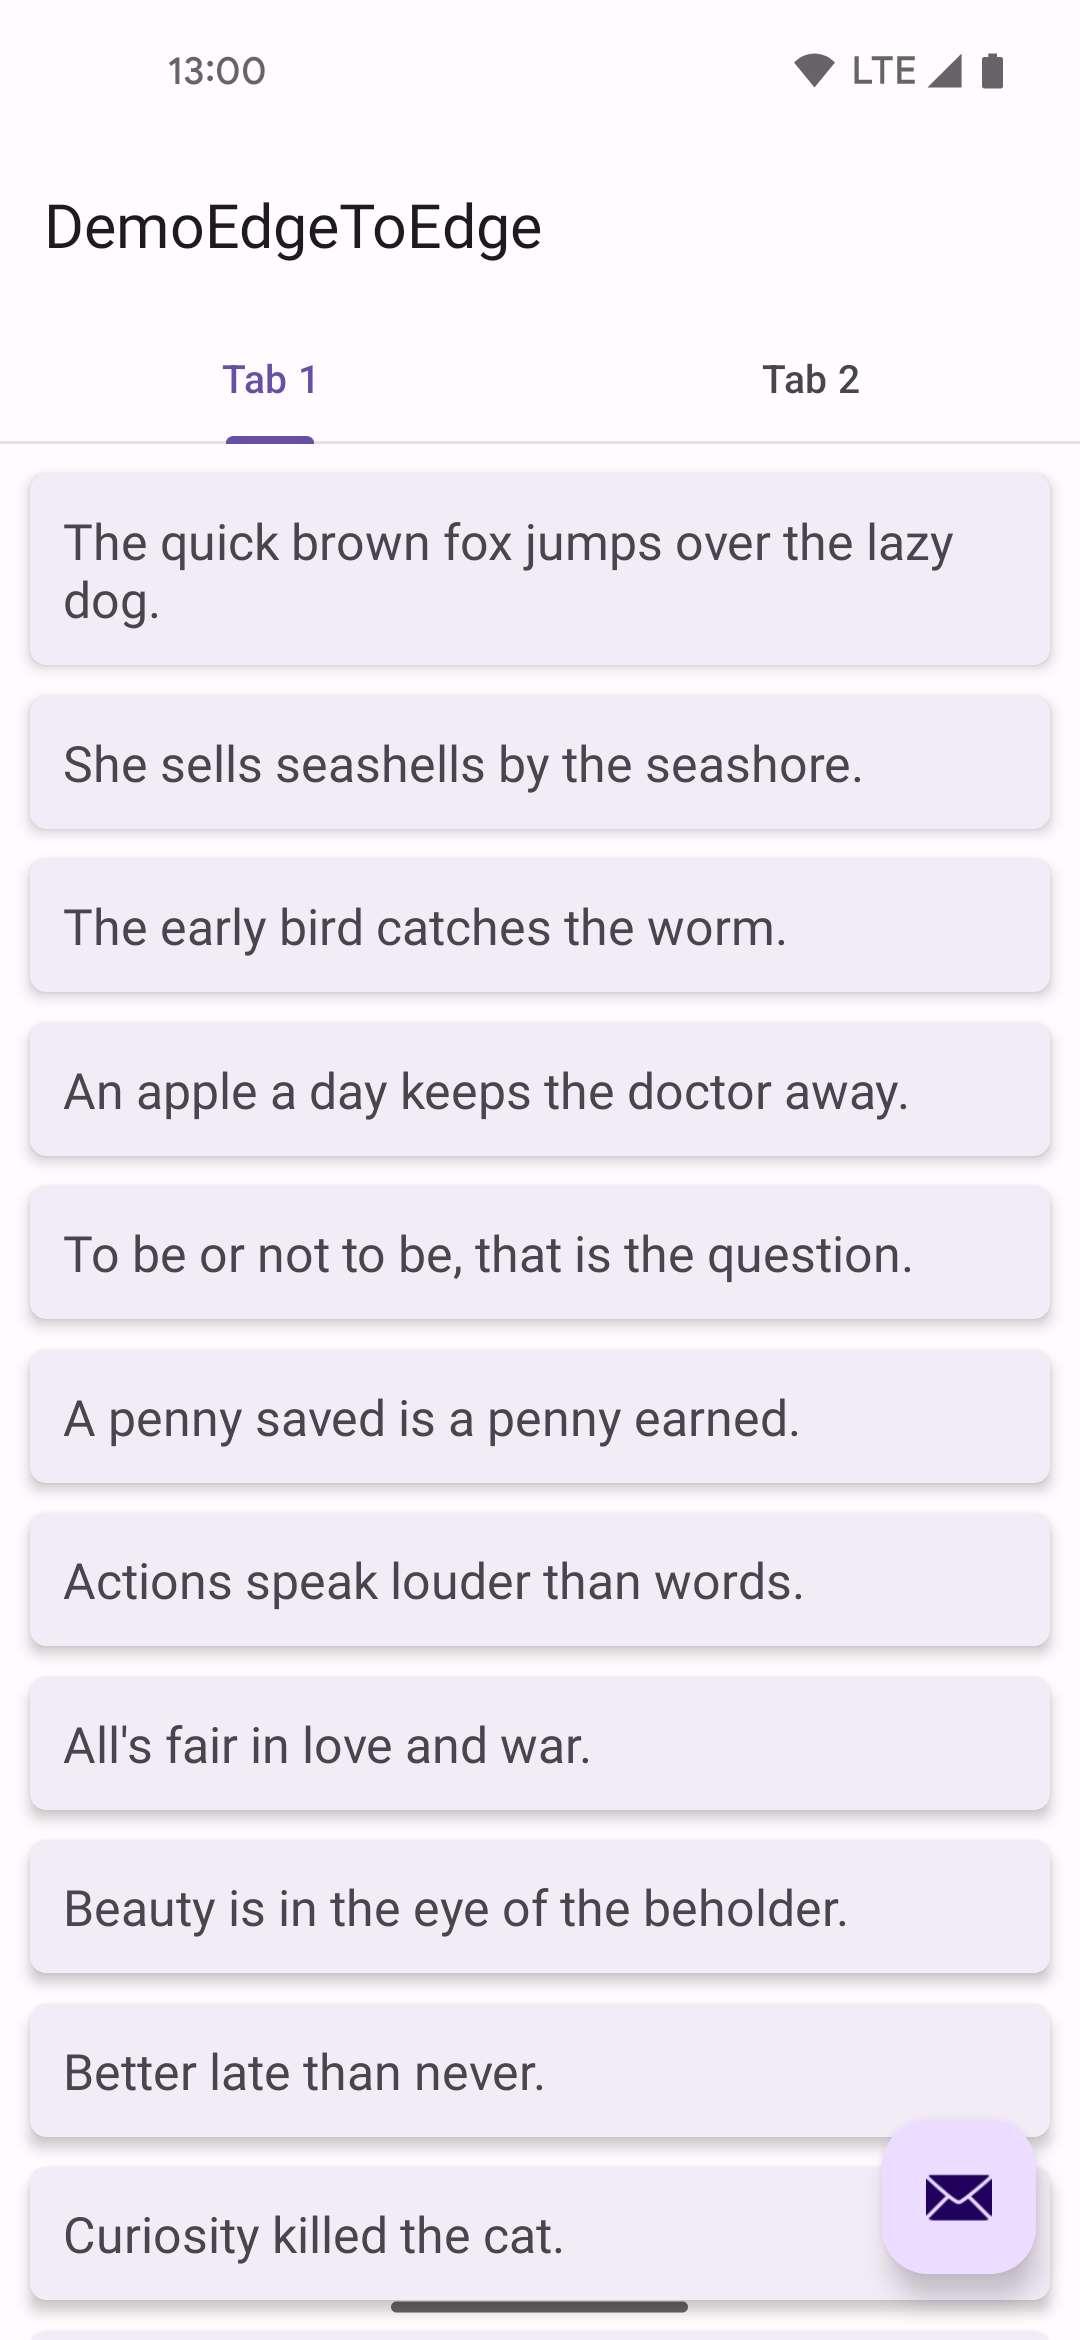 13:00
LTE
DemoEdgeToEdge
Tab 1
Tab 2
The quick brown fox jumps over the lazy
dog.
She sells seashells by the seashore.
The early bird catches the worm.
An apple a day keeps the doctor away.
To be or not to be, that is the question.
A penny saved is a penny earned.
Actions speak louder than words.
All's fair in love and war.
Beauty is in the eye of the beholder.
Better late than never.
Curiosity killed the cat.